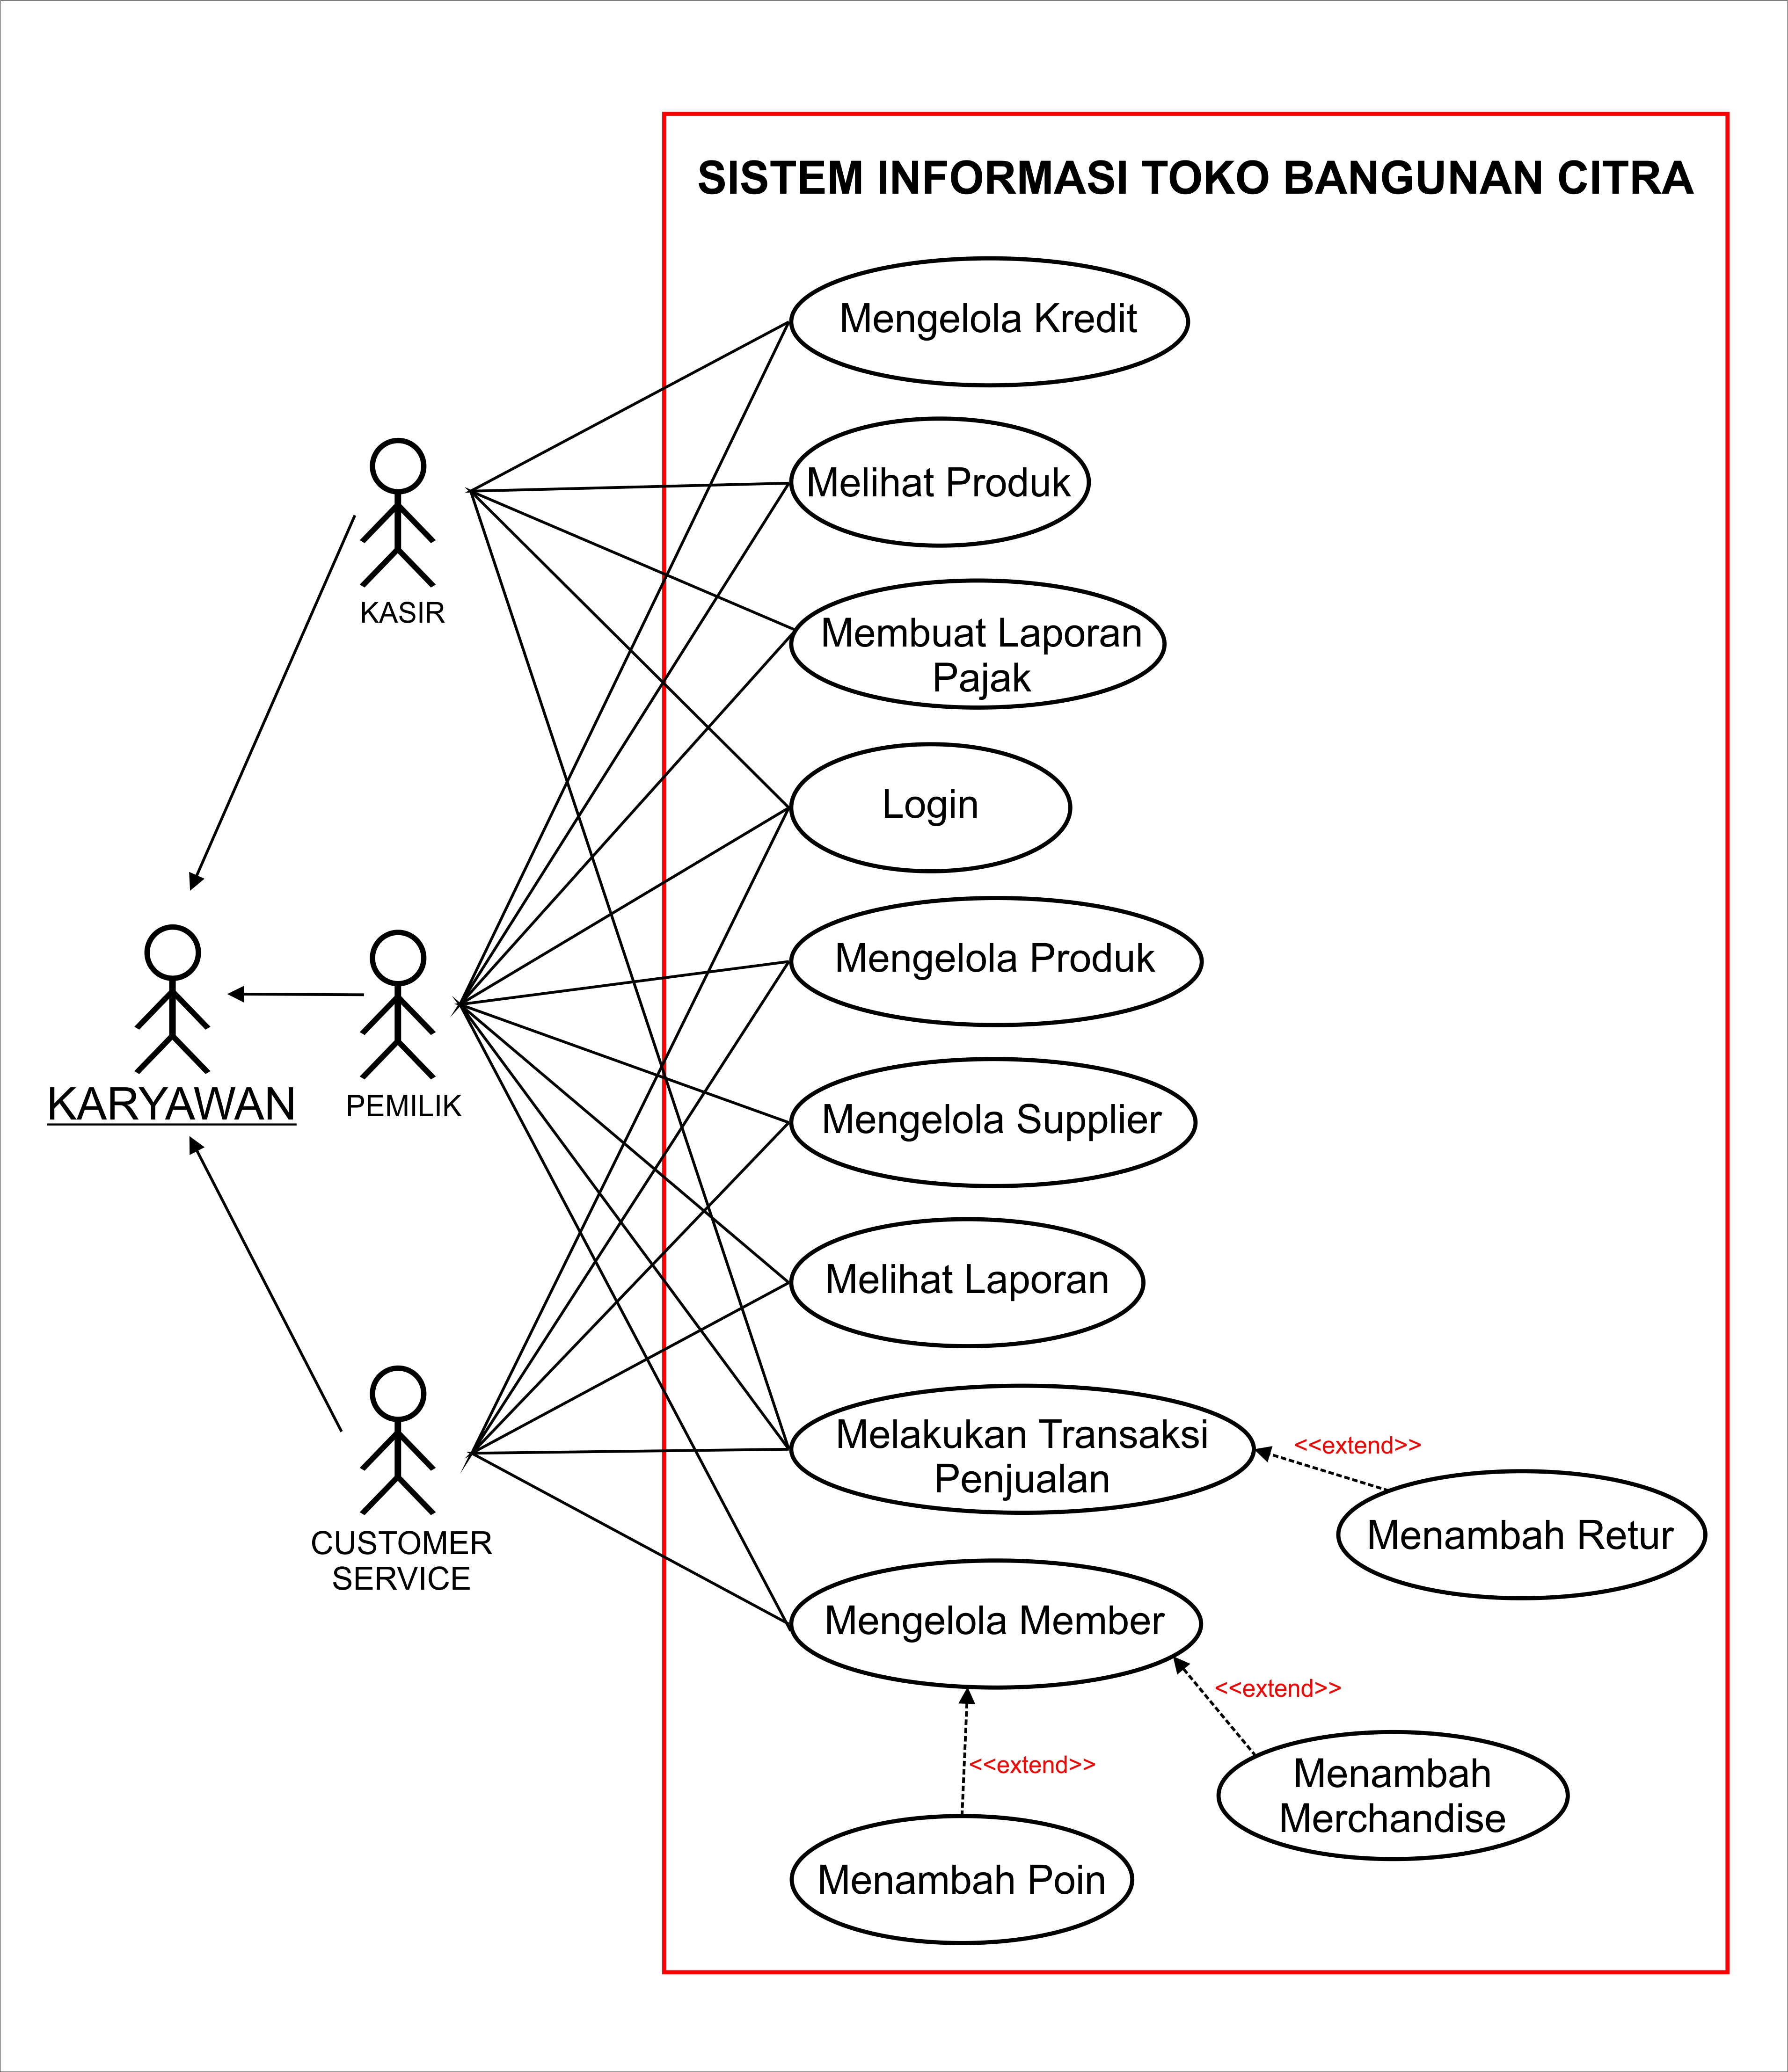 SISTEM INFORMASI TOKO BANGUNAN CITRA
Mengelola Kredit
Melihat Produk
KASIR
Membuat Laporan
Pajak
Login
Mengelola Produk
KARYAWAN
PEMILIK
Mengelola Supplier
Melihat Laporan
Melakukan Transaksi
Penjualan
<<extend>>
Menambah Retur
CUSTOMER
SERVICE
Mengelola Member
<<extend>>
<<extend>>
Menambah
Merchandise
Menambah Poin